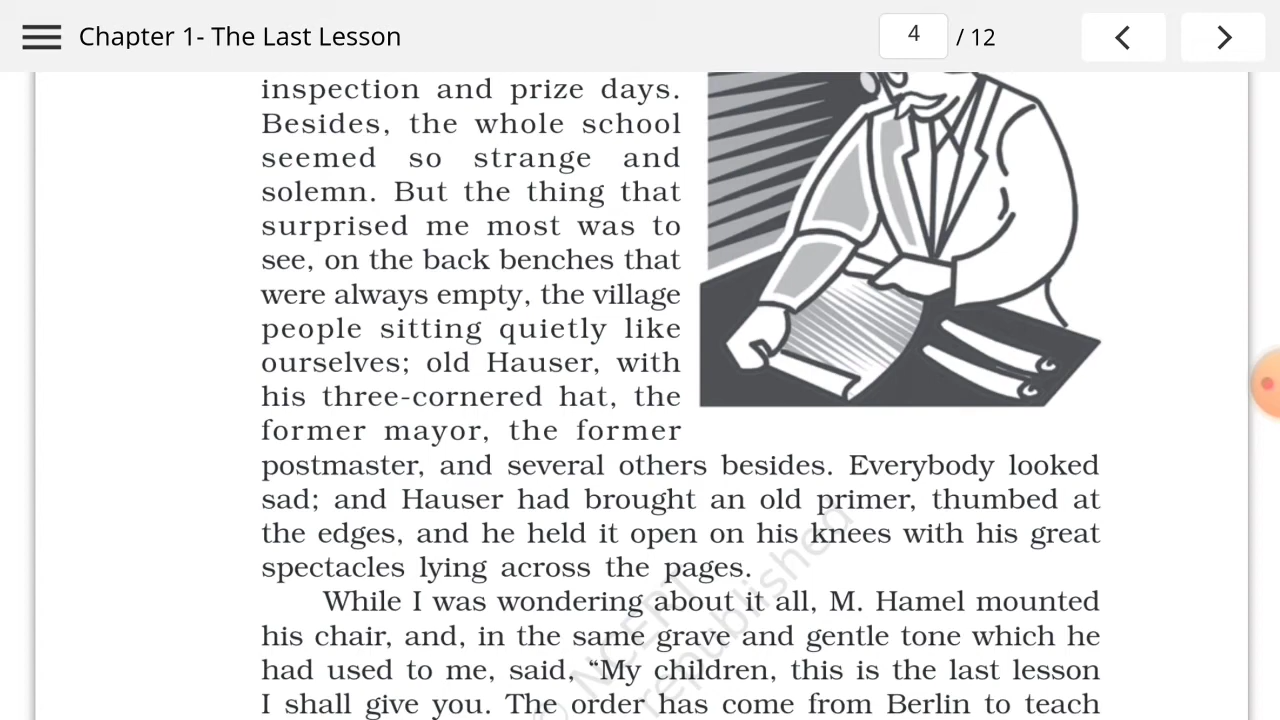 Chapter 1- The Last Lesson
4 / 12
inspection and prize days.
Besides, the whole school
seemed so strange and
solemn. But the thing that
surprised me most was to
see, on the back benches that
were always empty, the village
people sitting quietly like
ourselves; old Hauser, with
his three-cornered hat, the
former mayor, the former
postmaster, and several others besides. Everybody looked
sad; and Hauser had brought an old primer, thumbed at
the edges, and he held it open on his knees with his great
spectacles lying across the pages.
While I was wondering about it all, M. Hamel mounted
his chair, and, in the same grave and gentle tone which he
had used to me, said, “My children, this is the last lesson
I shall give you. The order has come from Berlin to teach
© NCERT
republished